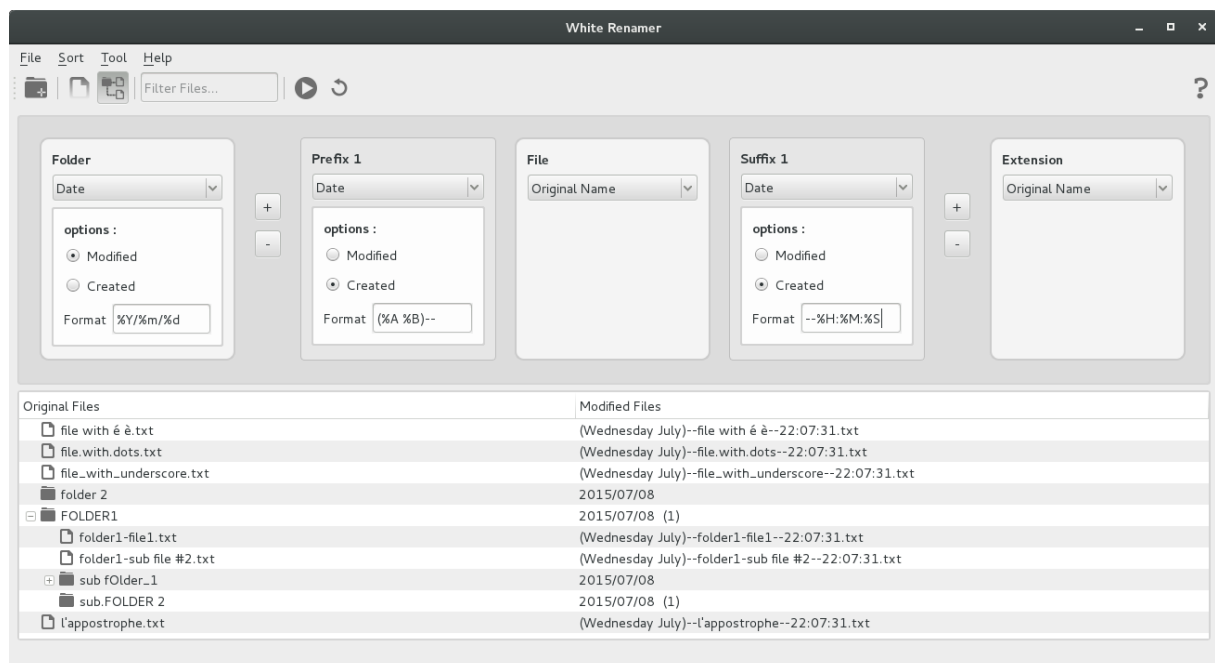 White Renamer
File Sort Tool Help
Filter Files...
?
Folder
Date
options :
Modified
Created
Format %Y/%m/%d
+
-
Prefix 1
Date
options :
Modified
Created
Format (%A %B)--
File
Original Name
Suffix 1
Date
options :
Modified
Created
Format --%H:%M:%S
+
-
Extension
Original Name
Original Files Modified Files
file with é è.txt (Wednesday July)--file with é è--22:07:31.txt
file.with.dots.txt (Wednesday July)--file.with.dots--22:07:31.txt
file_with_underscore.txt (Wednesday July)--file_with_underscore--22:07:31.txt
folder 2 2015/07/08
FOLDER1 2015/07/08 (1)
folder1-file1.txt (Wednesday July)--folder1-file1--22:07:31.txt
folder1-sub file #2.txt (Wednesday July)--folder1-sub file #2--22:07:31.txt
sub fOlder_1 2015/07/08
sub.FOLDER 2 2015/07/08 (1)
l'appostrophe.txt (Wednesday July)--l'appostrophe--22:07:31.txt